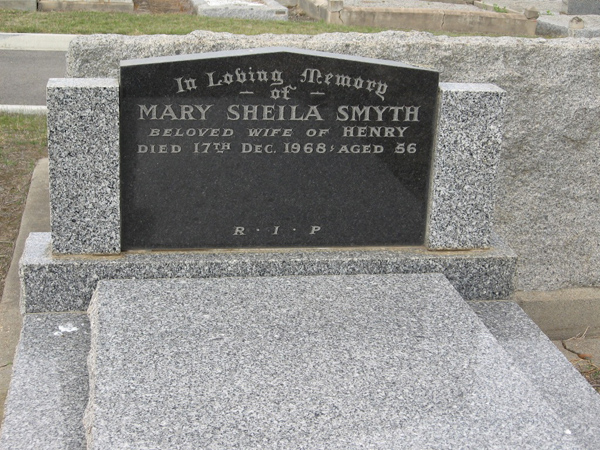 In Loving Memory
– of –
MARY SHEILA SMYTH
BELOVED WIFE OF HENRY
DIED 17TH DEC. 1968; AGED 56
R · I · P